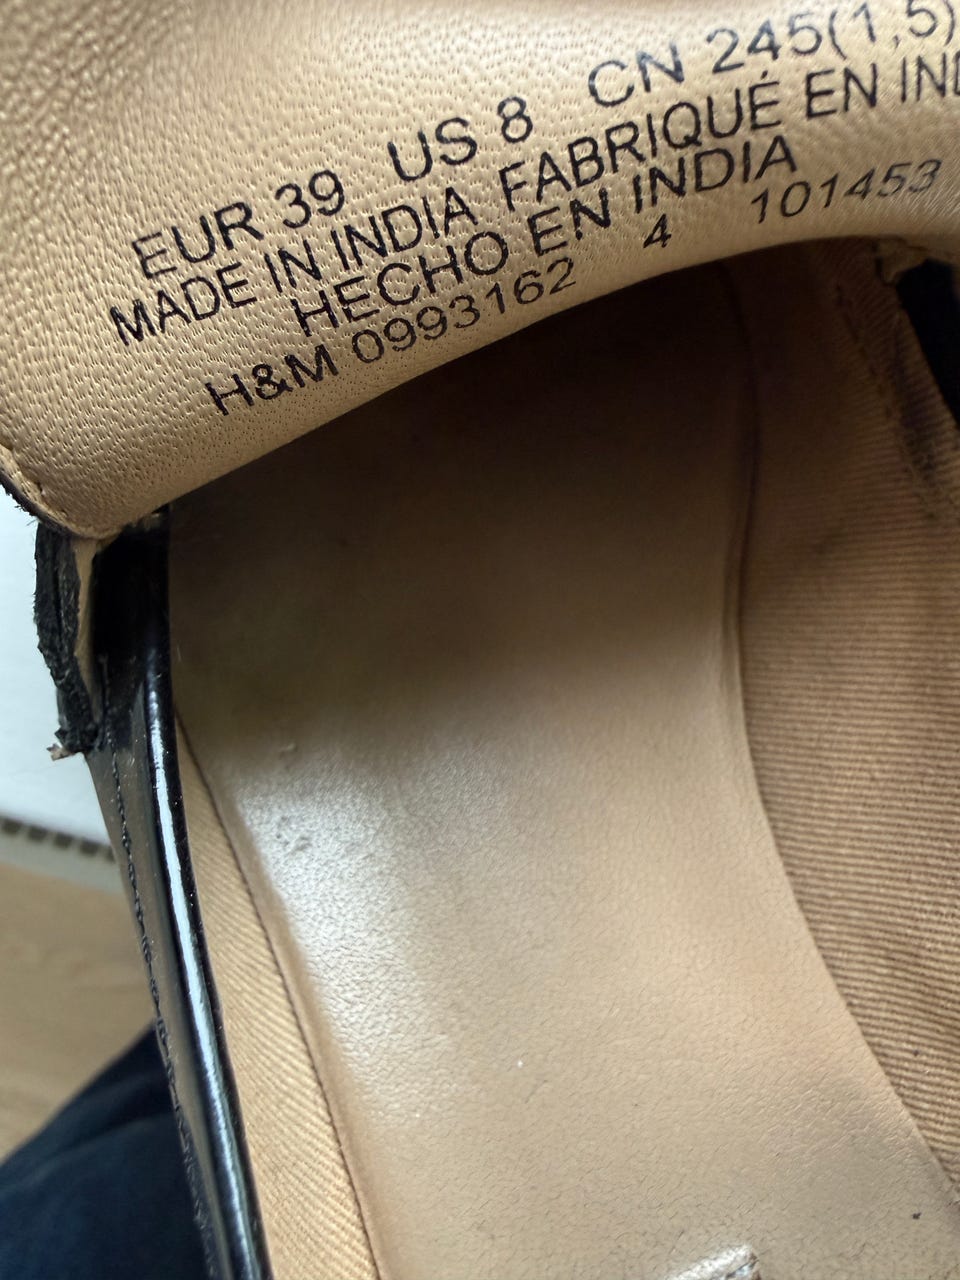 EUR 39 US 8 CN 245(1,5)
MADE IN INDIA FABRIQUÉ EN
HECHO EN INDIA
H&M 0993162 4 101453